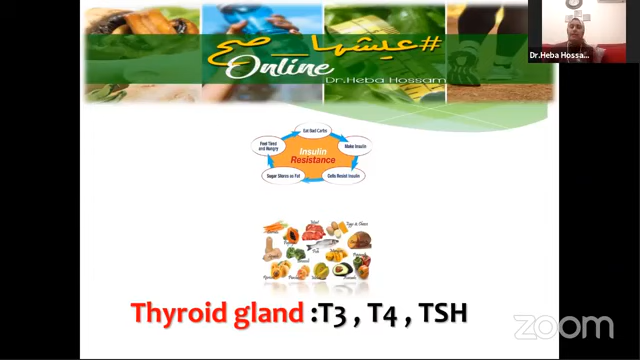 #عيشها_صح
Online
Dr.Heba Hossam
Dr.Heba Hossa...
Eat Bad Carbs
Feel Tired and Hungry
Make Insulin
Insulin
Resistance
Sugar Stores as Fat
Cells Resist Insulin
Fish
Thyroid gland :T3 , T4 , TSH
zoom